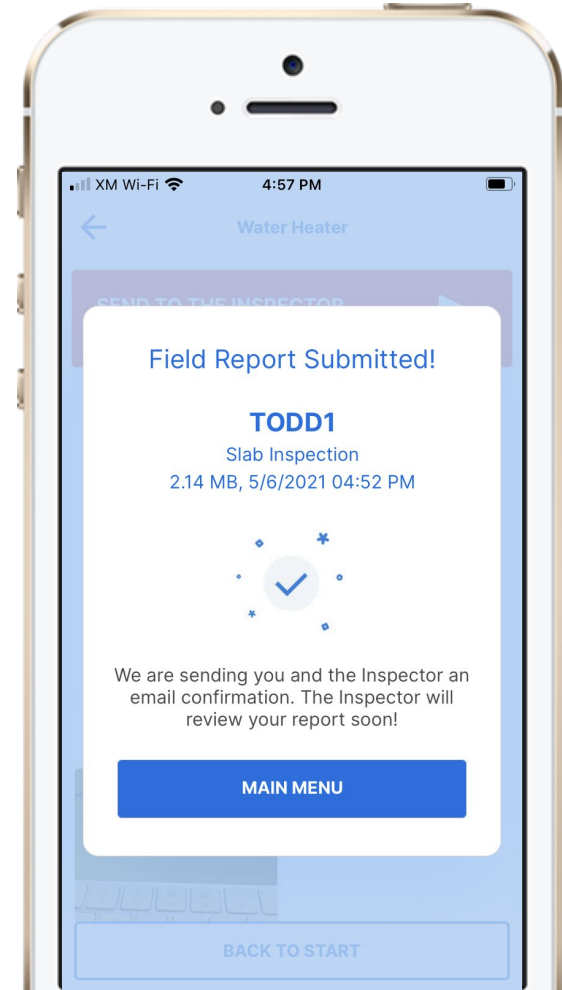 XM Wi-Fi 4:57 PM
Water Heater
SEND TO THE INSPECTOR
Field Report Submitted!
TODD1
Slab Inspection
2.14 MB, 5/6/2021 04:52 PM
We are sending you and the Inspector an
email confirmation. The Inspector will
review your report soon!
MAIN MENU
BACK TO START